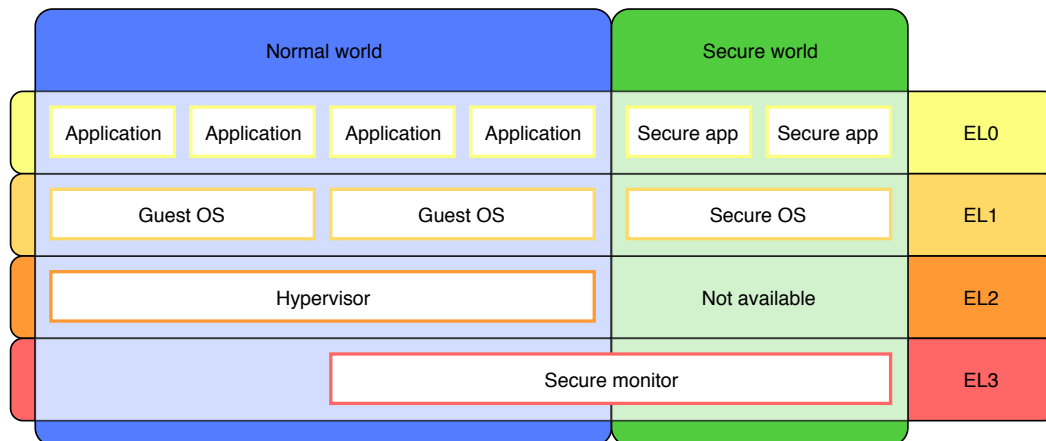 Normal world
Secure world
Application
Application
Application
Application
Secure app
Secure app
EL0
Guest OS
Guest OS
Secure OS
EL1
Hypervisor
Not available
EL2
Secure monitor
EL3